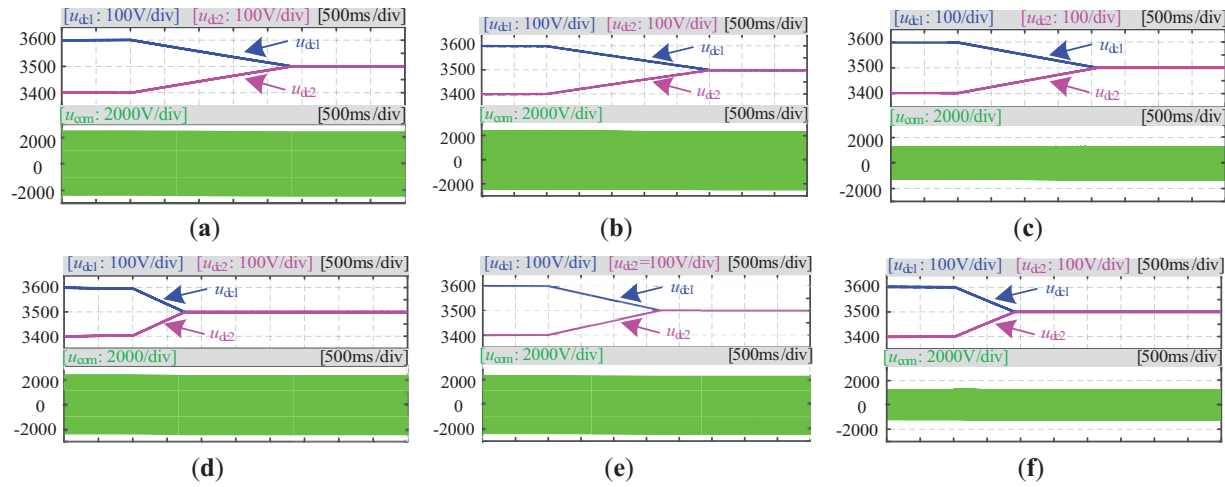 [udc1: 100V/div] [udc2: 100V/div] [500ms/div]
3600
3500
3400
udc1
udc2
[ucom: 2000V/div] [500ms/div]
2000
0
-2000
(a)
[udc1: 100V/div] [udc2: 100V/div] [500ms/div]
3600
3500
3400
udc1
udc2
[ucom: 2000V/div] [500ms/div]
2000
0
-2000
(b)
[udc1: 100/div] [udc2: 100/div] [500ms/div]
3600
3500
3400
udc1
udc2
[ucom: 2000/div] [500ms/div]
2000
0
-2000
(c)
[udc1: 100V/div] [udc2: 100V/div] [500ms/div]
3600
3500
3400
udc1
udc2
[ucom: 2000/div] [500ms/div]
2000
0
-2000
(d)
[udc1: 100V/div] [udc2=100V/div] [500ms/div]
3600
3500
3400
udc1
udc2
[ucom: 2000V/div] [500ms/div]
2000
0
-2000
(e)
[udc1: 100V/div] [udc2: 100V/div] [500ms/div]
3600
3500
3400
udc1
udc2
[ucom: 2000V/div] [500ms/div]
2000
0
-2000
(f)